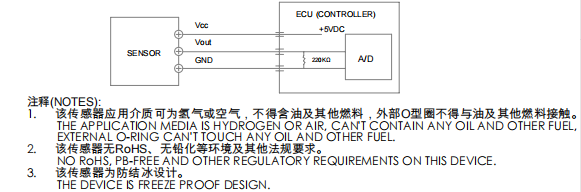 ECU (CONTROLLER)
Vcc
+5VDC
Vout
SENSOR
GND
220KΩ
A/D
注释(NOTES):
1. 该传感器应用介质可为氢气或空气，不得含油及其他燃料，外部O型圈不得与油及其他燃料接触。
THE APPLICATION MEDIA IS HYDROGEN OR AIR, CAN'T CONTAIN ANY OIL AND OTHER FUEL,
EXTERNAL O-RING CAN'T TOUCH ANY OIL AND OTHER FUEL.
2. 该传感器无RoHS、无铅化等环境及其他法规要求。
NO RoHS, PB-FREE AND OTHER REGULATORY REQUIREMENTS ON THIS DEVICE.
3. 该传感器为防结冰设计。
THE DEVICE IS FREEZE PROOF DESIGN.